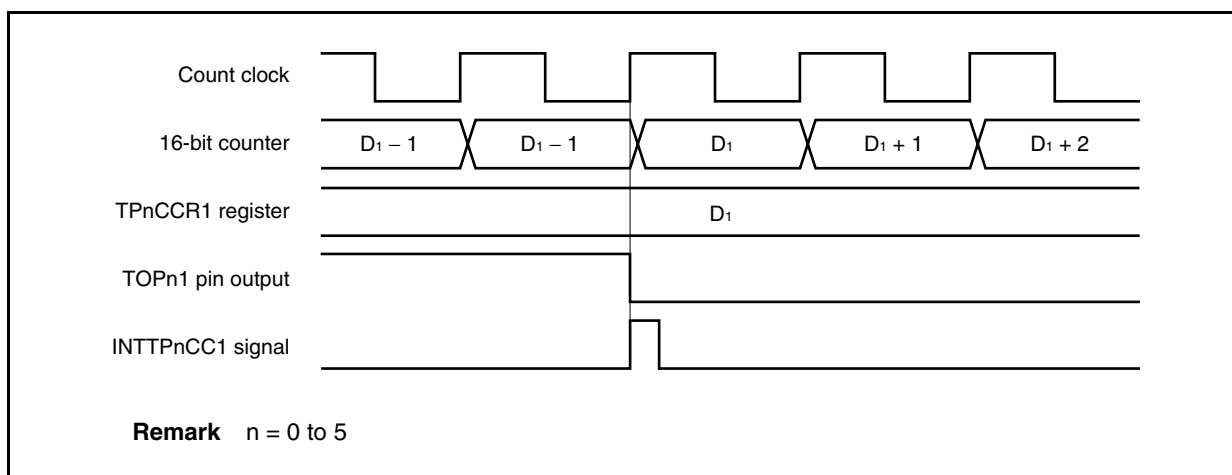 Count clock
16-bit counter
D1 – 1
D1 – 1
D1
D1 + 1
D1 + 2
TPnCCR1 register
D1
TOPn1 pin output
INTTPnCC1 signal
Remark n = 0 to 5